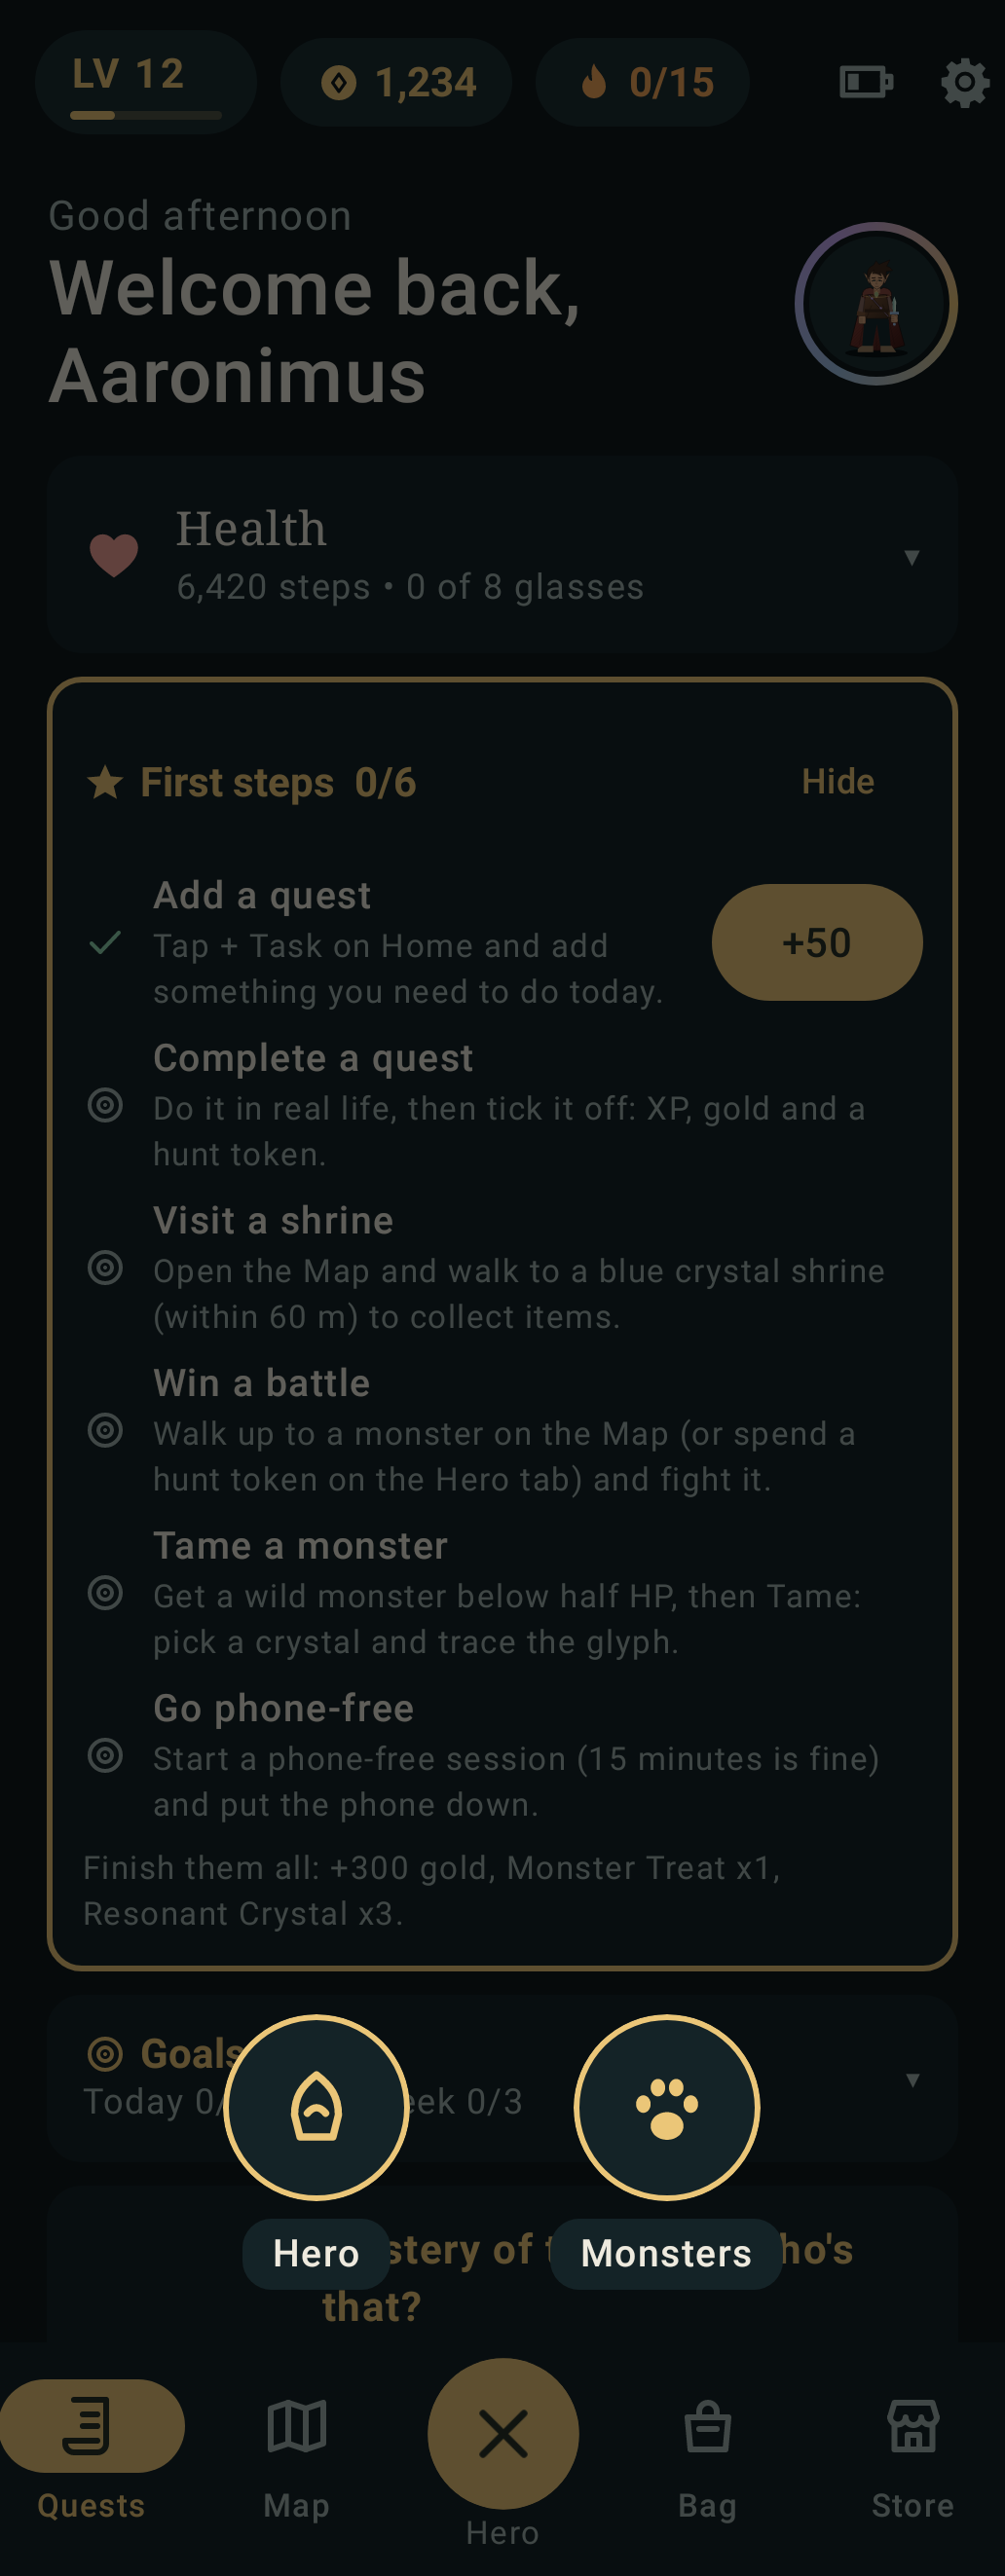 LV 12
1,234
0/15
Good afternoon
Welcome back,
Aaronimus
Health
6,420 steps • 0 of 8 glasses
First steps 0/6
Hide
Add a quest
Tap + Task on Home and add
something you need to do today.
+50
Complete a quest
Do it in real life, then tick it off: XP, gold and a
hunt token.
Visit a shrine
Open the Map and walk to a blue crystal shrine
(within 60 m) to collect items.
Win a battle
Walk up to a monster on the Map (or spend a
hunt token on the Hero tab) and fight it.
Tame a monster
Get a wild monster below half HP, then Tame:
pick a crystal and trace the glyph.
Go phone-free
Start a phone-free session (15 minutes is fine)
and put the phone down.
Finish them all: +300 gold, Monster Treat x1,
Resonant Crystal x3.
Goals
Today 0/ eek 0/3
Hero
Monsters
stery of t ho's
that?
Quests
Map
Hero
Bag
Store